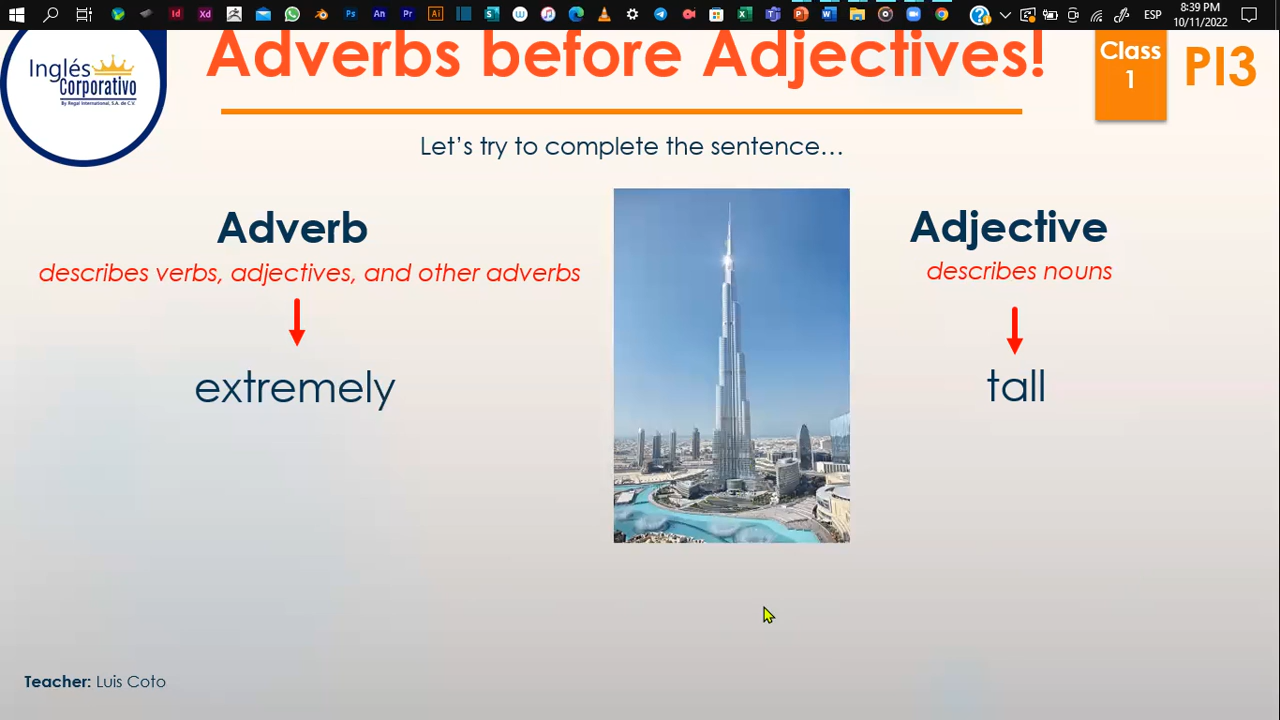 8:39 PM
ESP
10/11/2022
Adverbs before Adjectives!
Class
1
PI3
Inglés
Corporativo
By Regal International, S.A. de C.V.
Let's try to complete the sentence…
Adverb
describes verbs, adjectives, and other adverbs
extremely
Adjective
describes nouns
tall
Teacher: Luis Coto